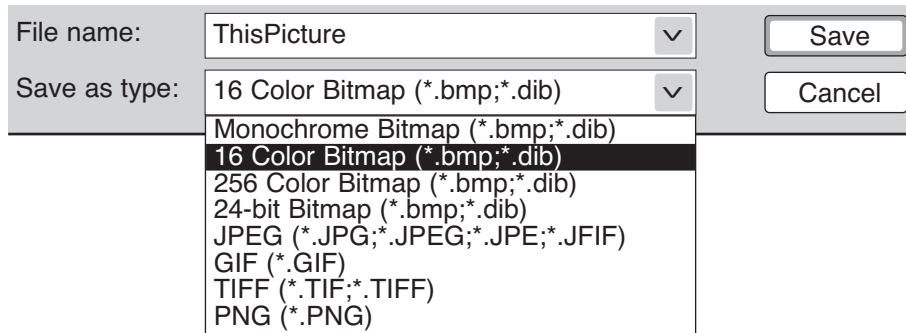 File name: ThisPicture Save
Save as type: 16 Color Bitmap (*.bmp;*.dib) Cancel
Monochrome Bitmap (*.bmp;*.dib)
16 Color Bitmap (*.bmp;*.dib)
256 Color Bitmap (*.bmp;*.dib)
24-bit Bitmap (*.bmp;*.dib)
JPEG (*.JPG;*.JPEG;*.JPE;*.JFIF)
GIF (*.GIF)
TIFF (*.TIF;*.TIFF)
PNG (*.PNG)